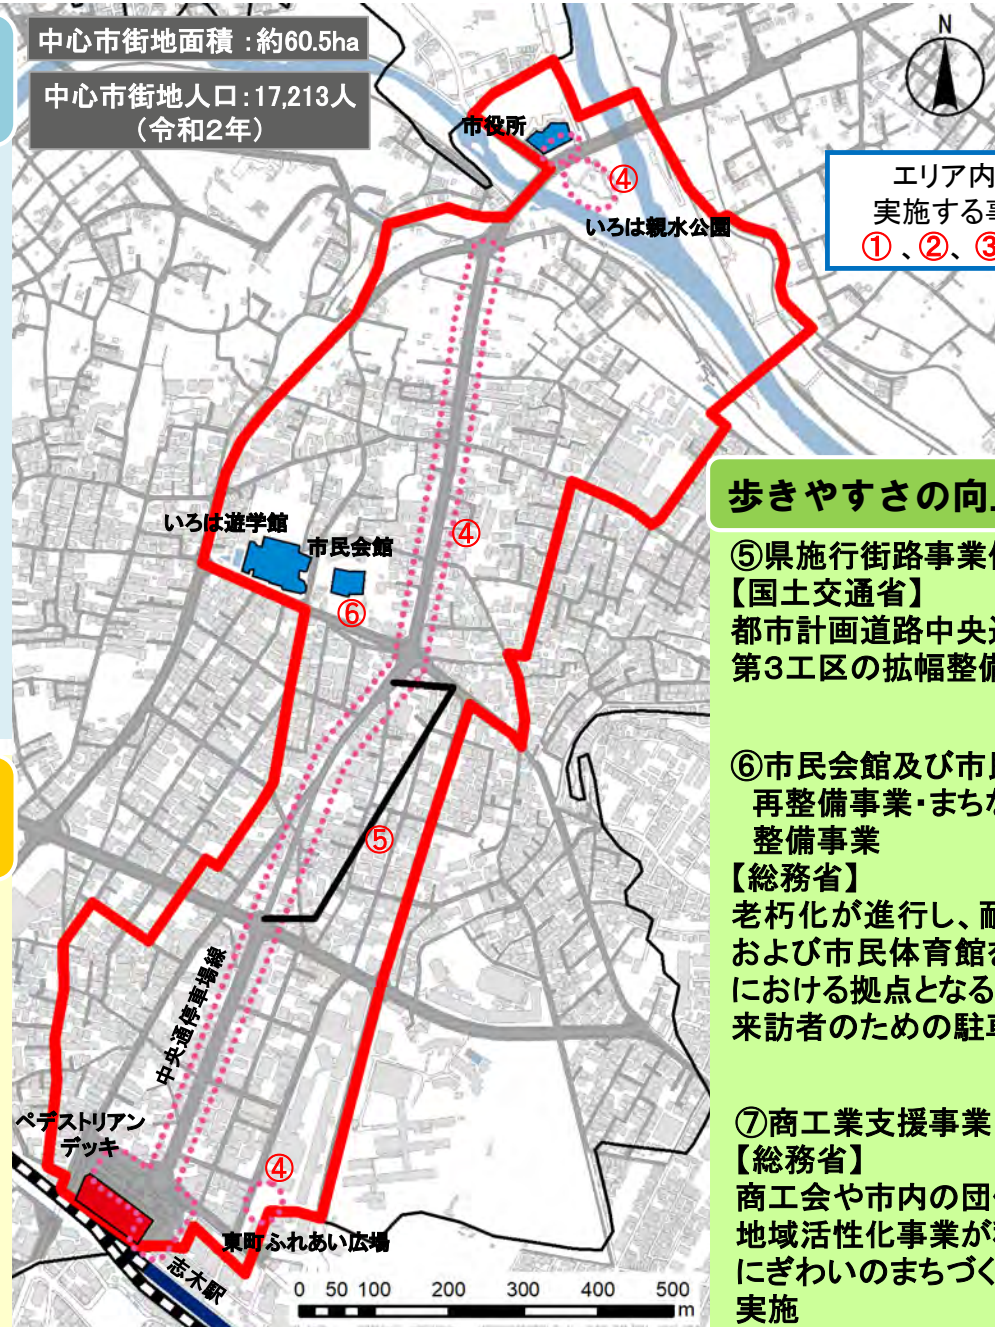 中心市街地面積：約60.5ha
中心市街地人口：17,213人
（令和2年）
N
市役所
④
いろは親水公園
エリア内
実施する事
①、②、③
いろは遊学館
市民会館
⑥
④
⑤
中央通停車場線
ペデストリアン
デッキ
④
東町ふれあい広場
志木駅
0 50 100 200 300 400 500
m
歩きやすさの向上
⑤県施行街路事業
【国土交通省】
都市計画道路中央通
第3工区の拡幅整備
⑥市民会館及び市民
再整備事業・まちな
整備事業
【総務省】
老朽化が進行し、耐
および市民体育館を
における拠点となる
来訪者のための駐車
⑦商工業支援事業
【総務省】
商工会や市内の団体
地域活性化事業が
にぎわいのまちづく
実施